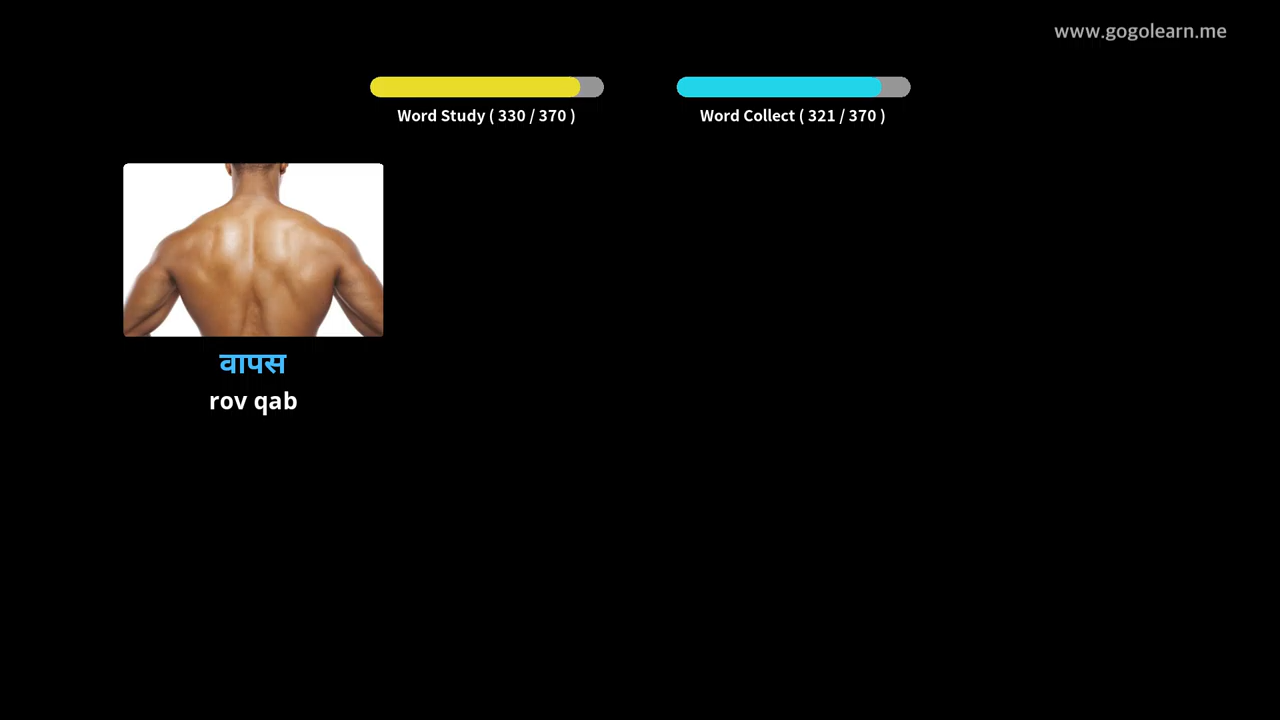 www.gogolearn.me
Word Study ( 330 / 370 )
Word Collect ( 321 / 370 )
वापस
rov qab